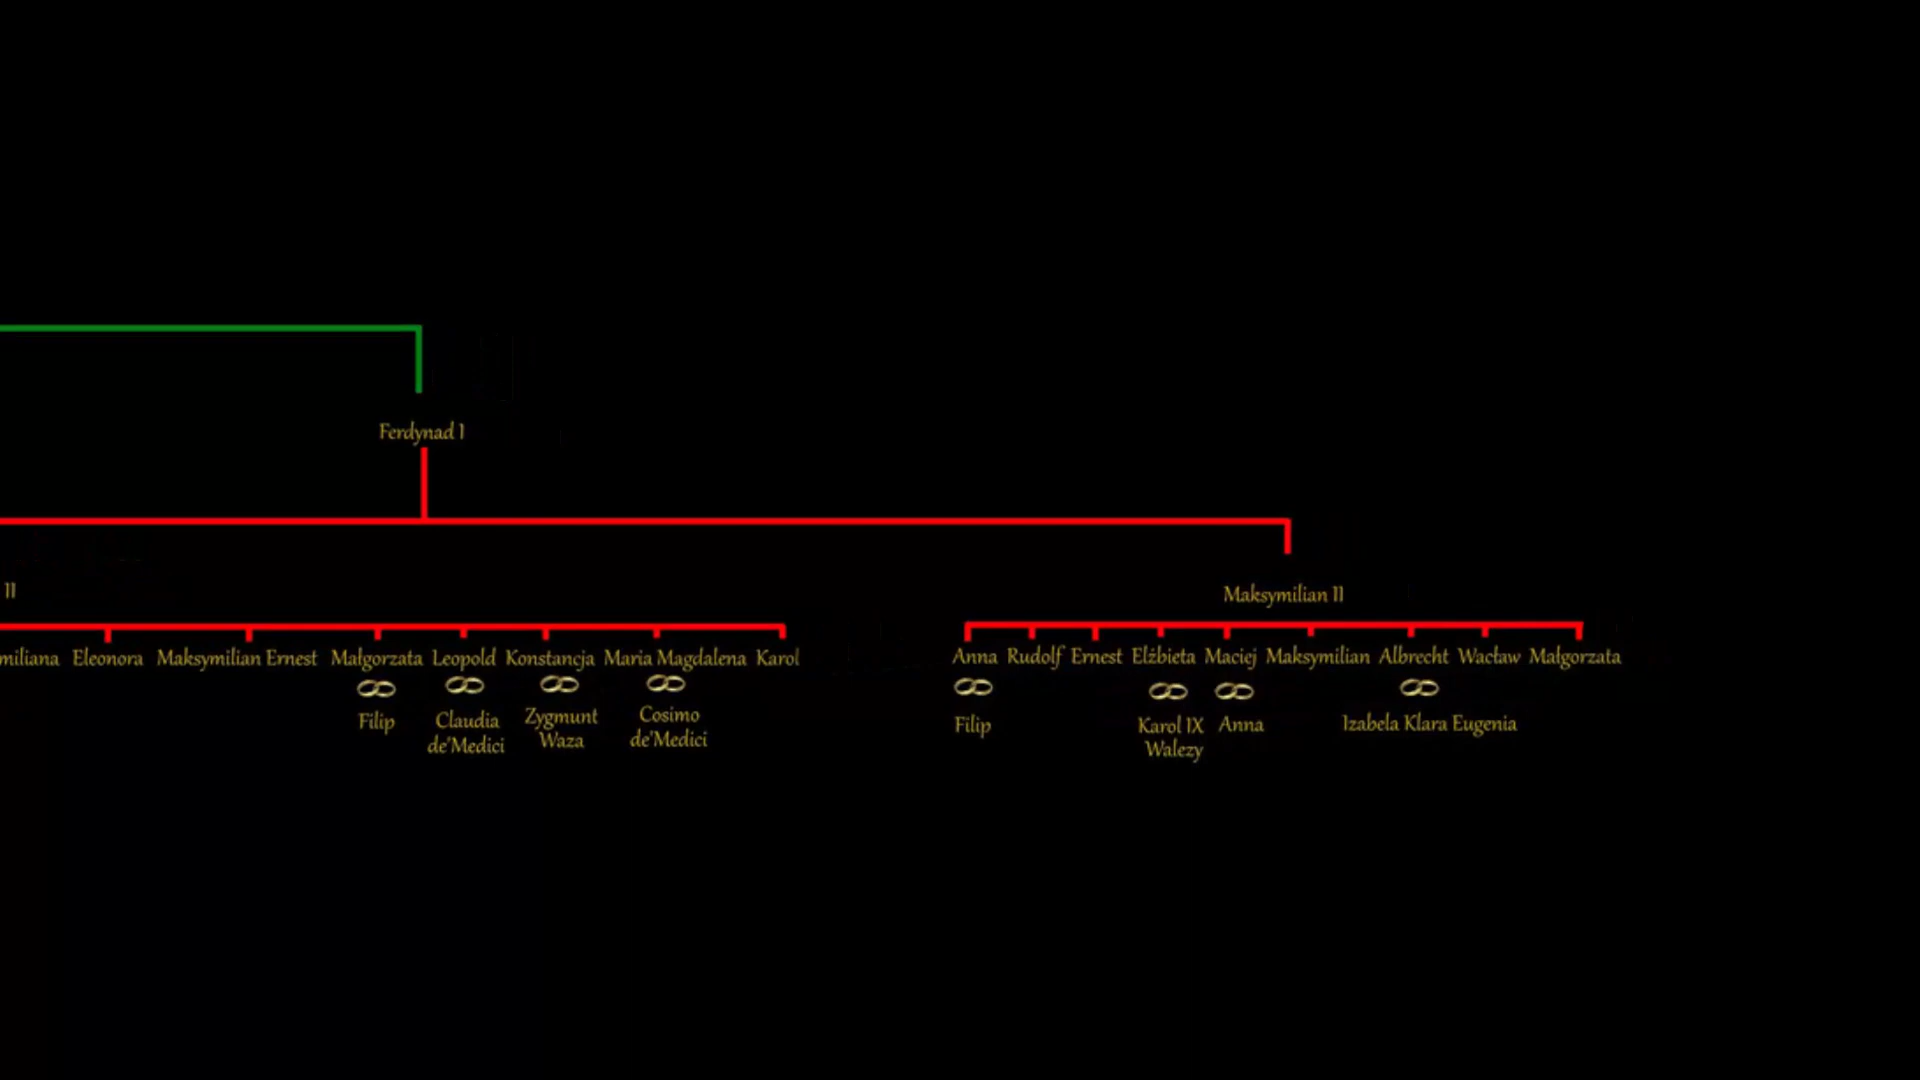 Ferdynad I
II
Maksymilian II
miliana Eleonora Maksymilian Ernest Małgorzata Leopold Konstancja Maria Magdalena Karol
Filip
Claudia
de'Medici
Zygmunt
Waza
Cosimo
de'Medici
Anna Rudolf Ernest Elżbieta Maciej Maksymilian Albrecht Wacław Małgorzata
Filip
Karol IX
Walezy
Anna
Izabela Klara Eugenia